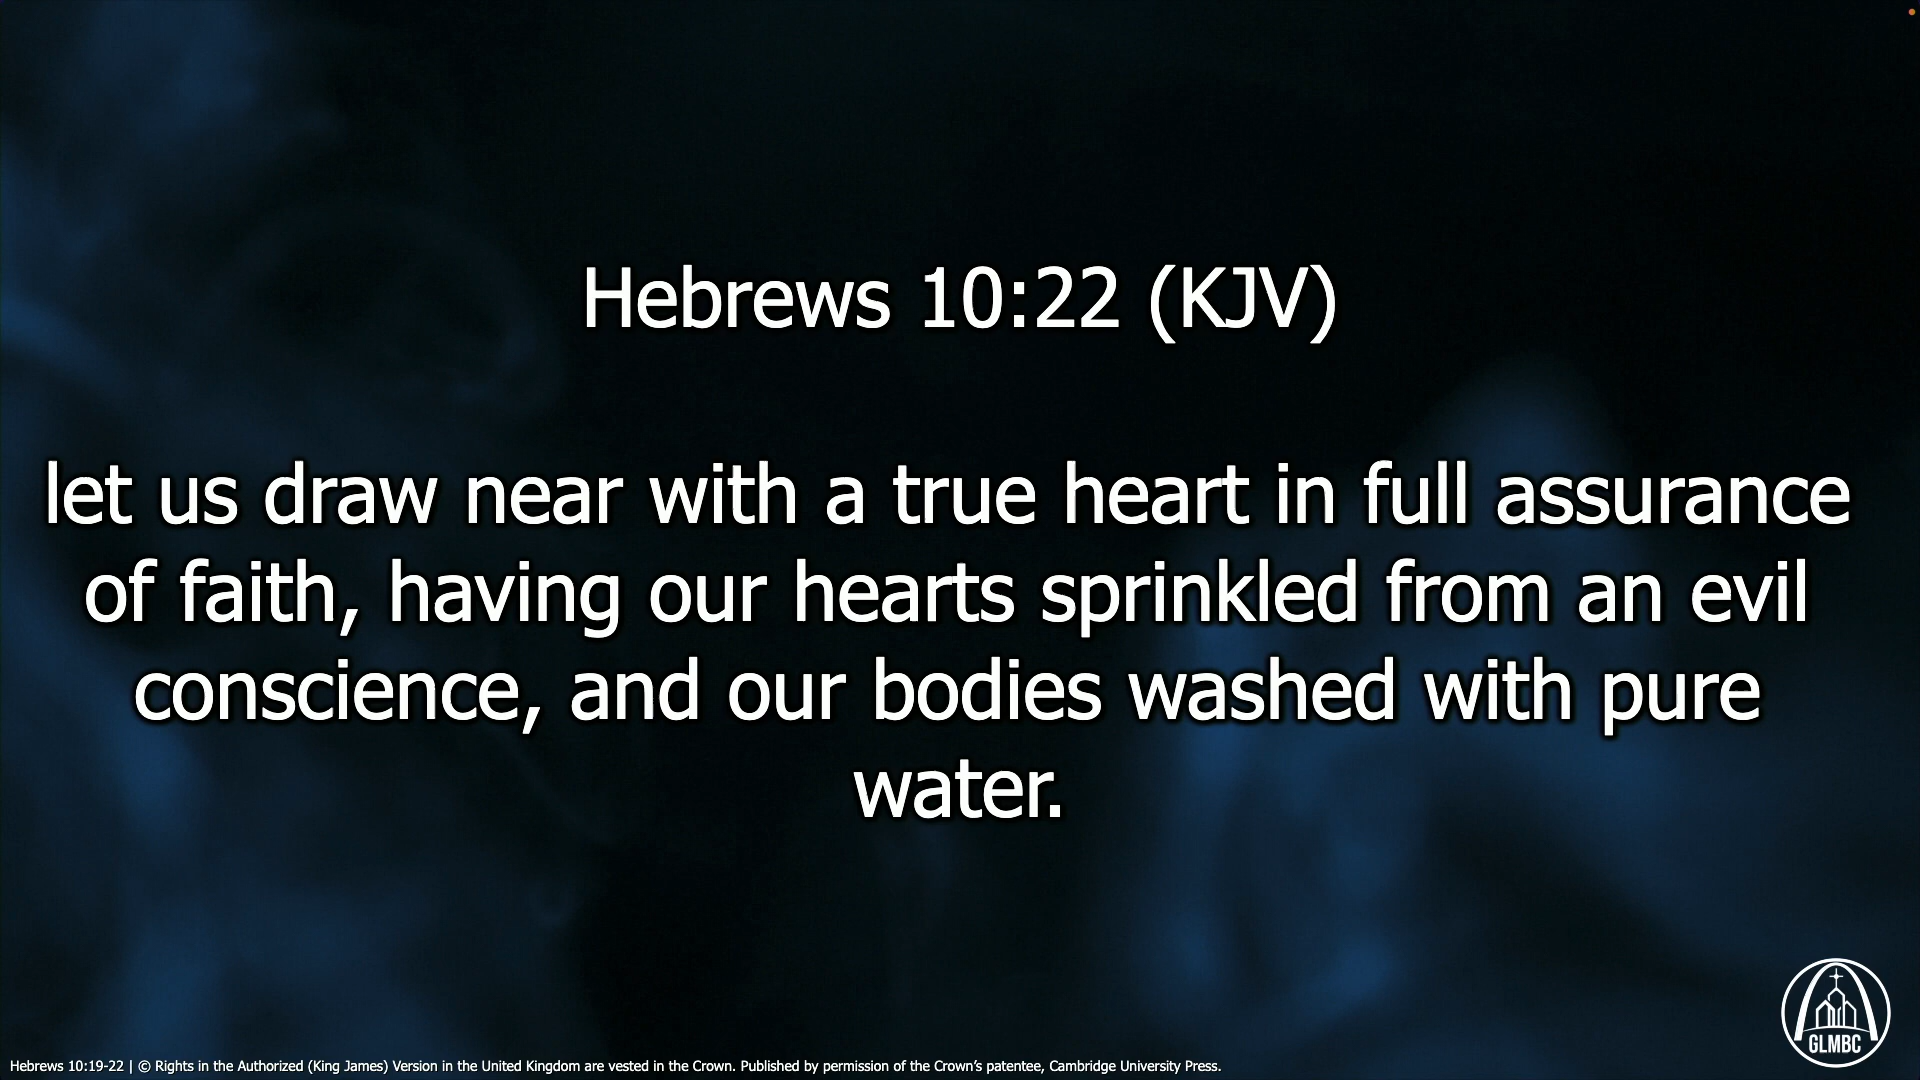 Hebrews 10:22 (KJV)
let us draw near with a true heart in full assurance
of faith, having our hearts sprinkled from an evil
conscience, and our bodies washed with pure
water.
GLMBC
Hebrews 10:19-22 | © Rights in the Authorized (King James) Version in the United Kingdom are vested in the Crown. Published by permission of the Crown’s patentee, Cambridge University Press.